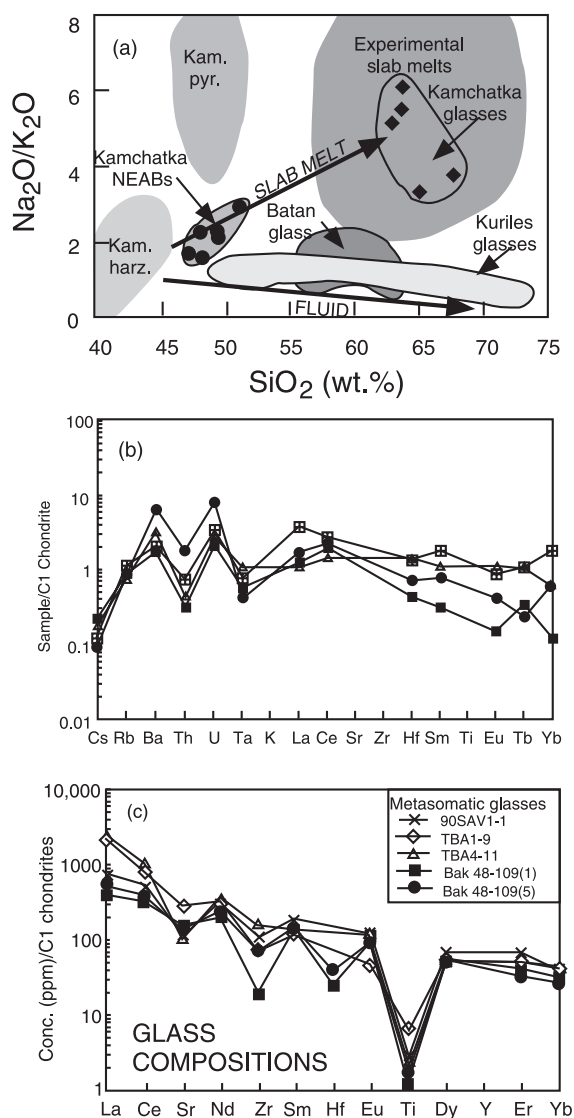 (a)
Kam.
pyr.
Experimental
slab melts
Kamchatka
glasses
Kamchatka
NEABs
SLAB MELT
Batan
glass
Kuriles
glasses
Kam.
harz.
FLUID
Na2O/K2O
8
6
4
2
0
40 45 50 55 60 65 70 75
SiO2 (wt.%)
(b)
Sample/C1 Chondrite
100
10
1
0.1
0.01
Cs Rb Ba Th U Ta K La Ce Sr Zr Hf Sm Ti Eu Tb Yb
(c)
Conc. (ppm)/C1 chondrites
10,000
1000
100
10
1
Metasomatic glasses
90SAV1-1
TBA1-9
TBA4-11
Bak 48-109(1)
Bak 48-109(5)
GLASS
COMPOSITIONS
La Ce Sr Nd Zr Sm Hf Eu Ti Dy Y Er Yb